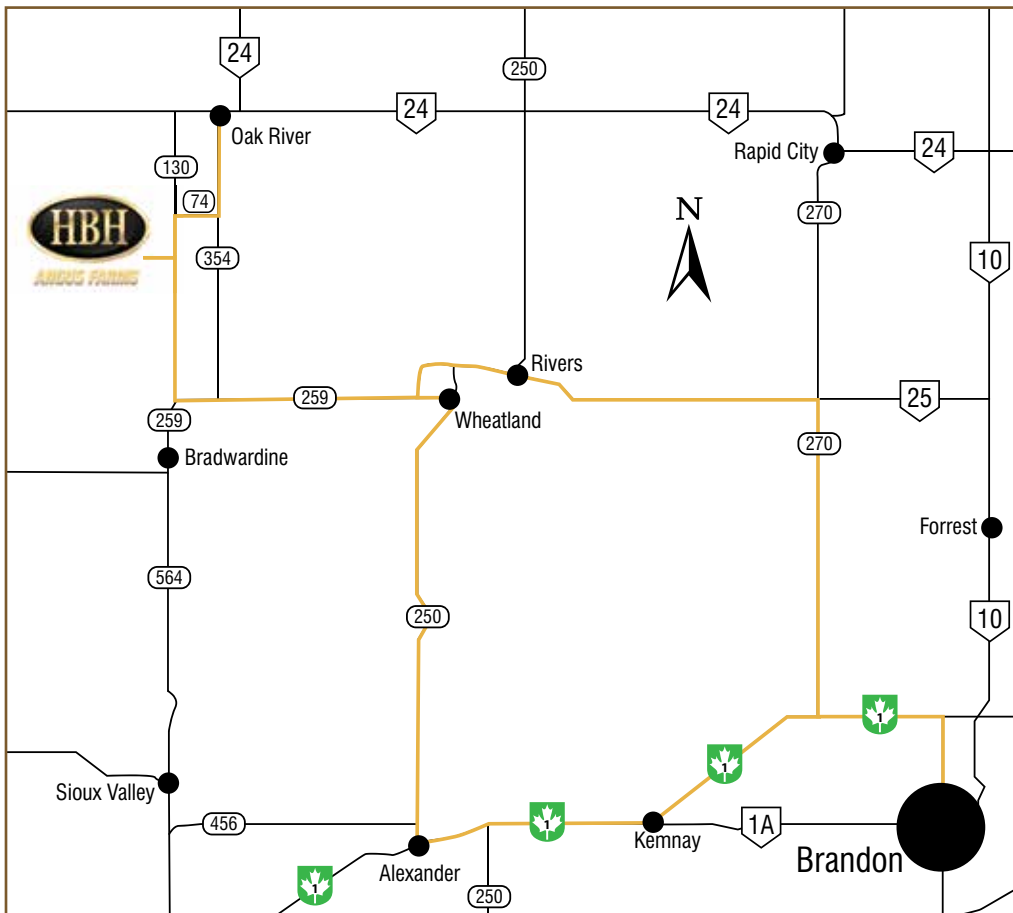 24
250
24
24
Oak River
Rapid City
24
130
74
N
270
HBH
ANGUS FARMS
354
10
Rivers
259
25
259
Wheatland
270
Bradwardine
Forrest
564
250
10
1
1
Sioux Valley
456
1
Kemnay
1A
Brandon
Alexander
1
250